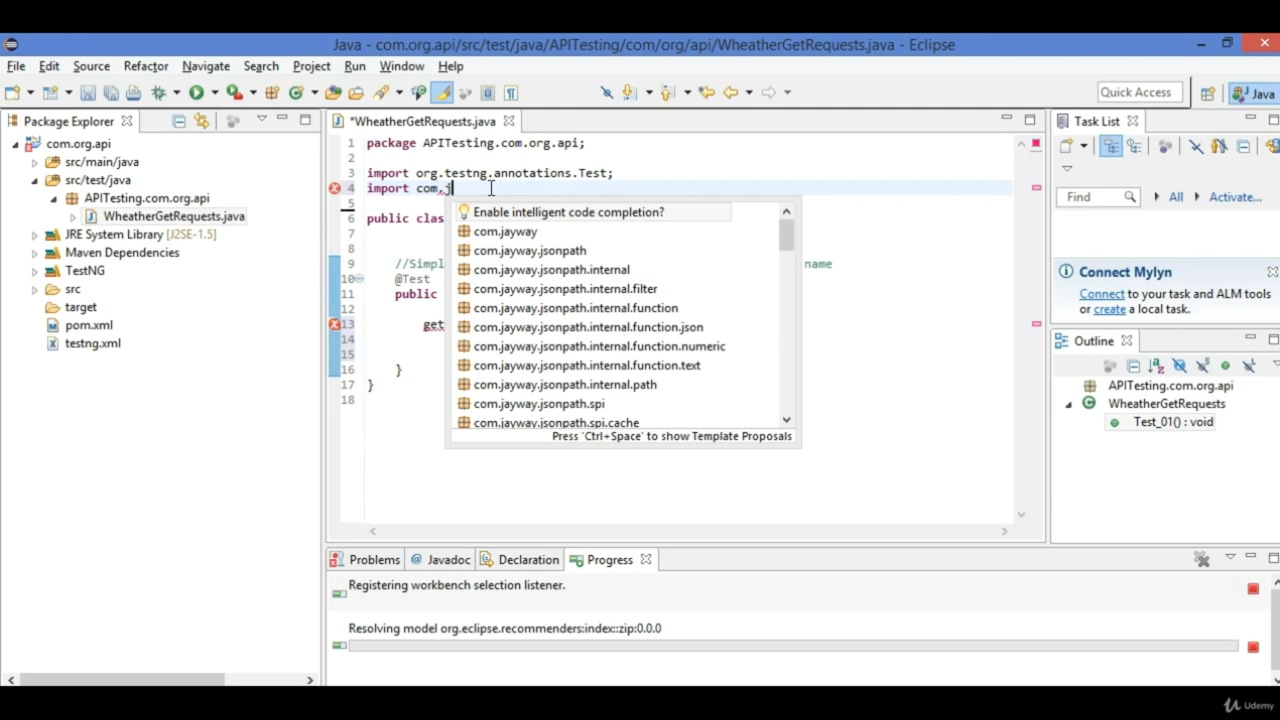 Java - com.org.api/src/test/java/APITesting/com/org/api/WheatherGetRequests.java - Eclipse
File Edit Source Refactor Navigate Search Project Run Window Help
Quick Access
Java
Package Explorer
com.org.api
src/main/java
src/test/java
APITesting.com.org.api
WheatherGetRequests.java
JRE System Library [J2SE-1.5]
Maven Dependencies
TestNG
src
target
pom.xml
testng.xml
*WheatherGetRequests.java
1 package APITesting.com.org.api;
2
3 import org.testng.annotations.Test;
4 import com.j
5
6 public clas
7
8
9 //Simpl name
10 @Test
11 public
12
13 get
14
15
16 }
17 }
18
Enable intelligent code completion?
com.jayway
com.jayway.jsonpath
com.jayway.jsonpath.internal
com.jayway.jsonpath.internal.filter
com.jayway.jsonpath.internal.function
com.jayway.jsonpath.internal.function.json
com.jayway.jsonpath.internal.function.numeric
com.jayway.jsonpath.internal.function.text
com.jayway.jsonpath.internal.path
com.jayway.jsonpath.spi
com.jayway.jsonpath.spi.cache
Press 'Ctrl+Space' to show Template Proposals
Task List
Find All Activate...
Connect Mylyn
Connect to your task and ALM tools
or create a local task.
Outline
APITesting.com.org.api
WheatherGetRequests
Test_01() : void
Problems @ Javadoc Declaration Progress
Registering workbench selection listener.
Resolving model org.eclipse.recommenders:index::zip:0.0.0
Udemy